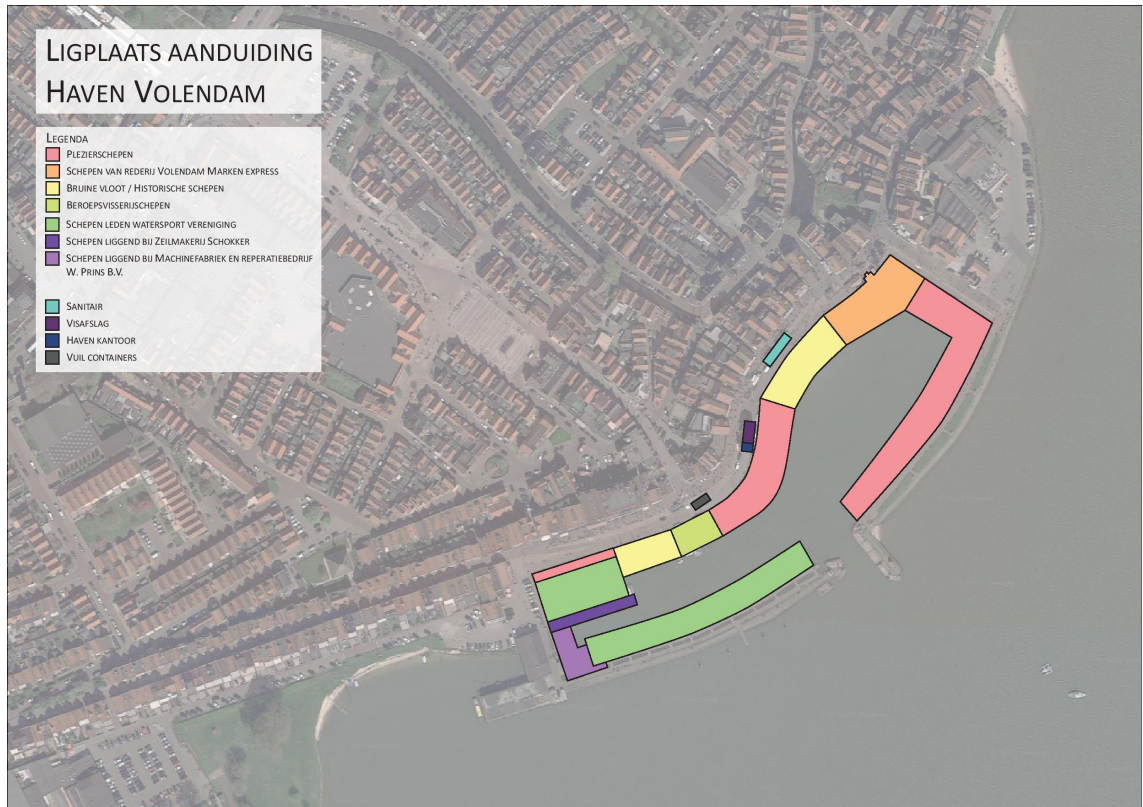 LIGPLAATS AANDUIDING
HAVEN VOLENDAM
LEGENDA
PLEZIERSCHEPEN
SCHEPEN VAN REDERIJ VOLENDAM MARKEN EXPRESS
BRUINE VLOOT / HISTORISCHE SCHEPEN
BEROEPSVISSERIJSCHEPEN
SCHEPEN LEDEN WATERSPORT VERENIGING
SCHEPEN LIGGEND BIJ ZEILMAKERIJ SCHOKKER
SCHEPEN LIGGEND BIJ MACHINEFABRIEK EN REPERATIEBEDRIJF
W. PRINS B.V.
SANITAIR
VISAFSLAG
HAVEN KANTOOR
VUIL CONTAINERS